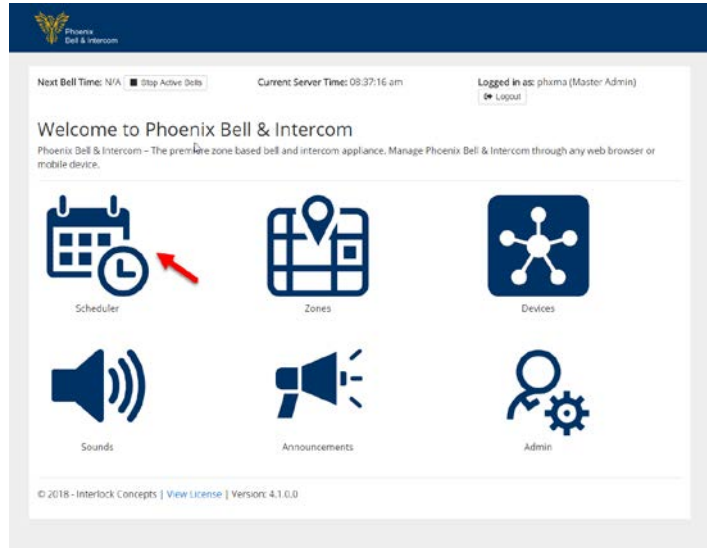 Phoenix
Bell & Intercom
Next Bell Time: N/A Stop Active Bells Current Server Time: 08:37:16 am Logged in as: phxma (Master Admin)
Logout
Welcome to Phoenix Bell & Intercom
Phoenix Bell & Intercom – The premiere zone based bell and intercom appliance. Manage Phoenix Bell & Intercom through any web browser or
mobile device.
Scheduler Zones Devices
Sounds Announcements Admin
© 2018 - Interlock Concepts | View License | Version: 4.1.0.0